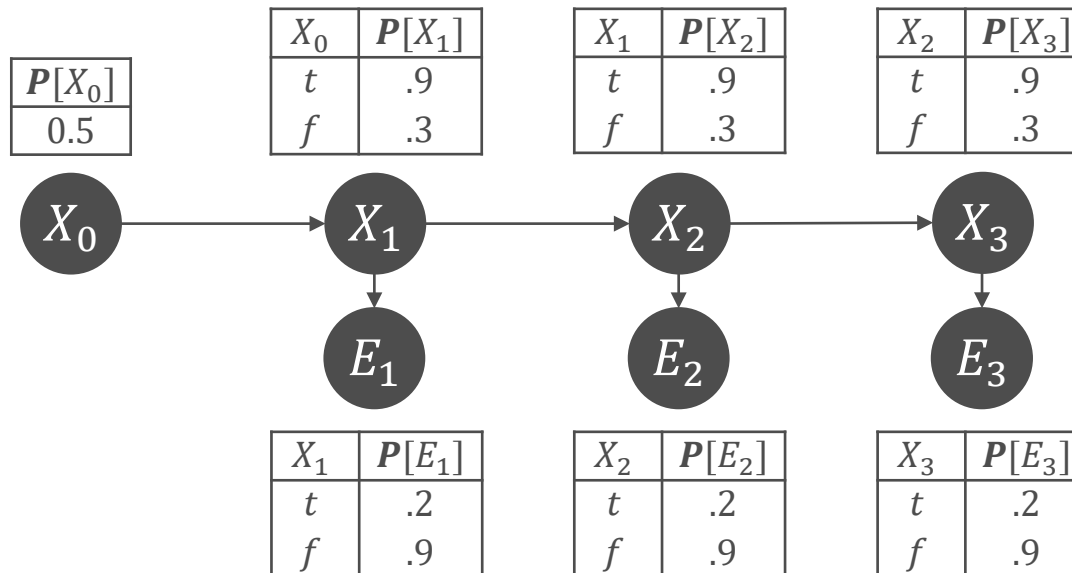 X₀ P[X₁] X₁ P[X₂] X₂ P[X₃]
P[X₀] t .9 t .9 t .9
0.5 f .3 f .3 f .3
X₀ X₁ X₂ X₃
E₁ E₂ E₃
X₁ P[E₁] X₂ P[E₂] X₃ P[E₃]
t .2 t .2 t .2
f .9 f .9 f .9